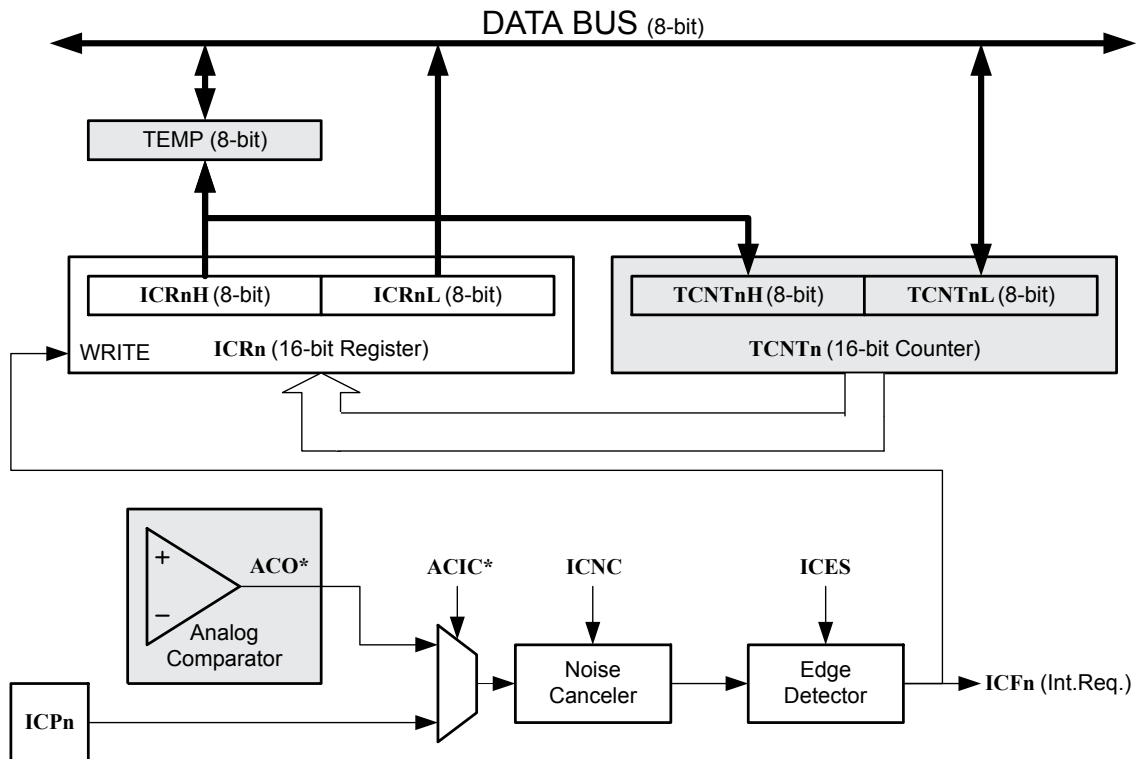 DATA BUS (8-bit)
TEMP (8-bit)
ICRnH (8-bit)
ICRnL (8-bit)
TCNTnH (8-bit)
TCNTnL (8-bit)
WRITE
ICRn (16-bit Register)
TCNTn (16-bit Counter)
+
−
ACO*
Analog
Comparator
ACIC*
ICNC
ICES
Noise
Canceler
Edge
Detector
ICFn (Int.Req.)
ICPn